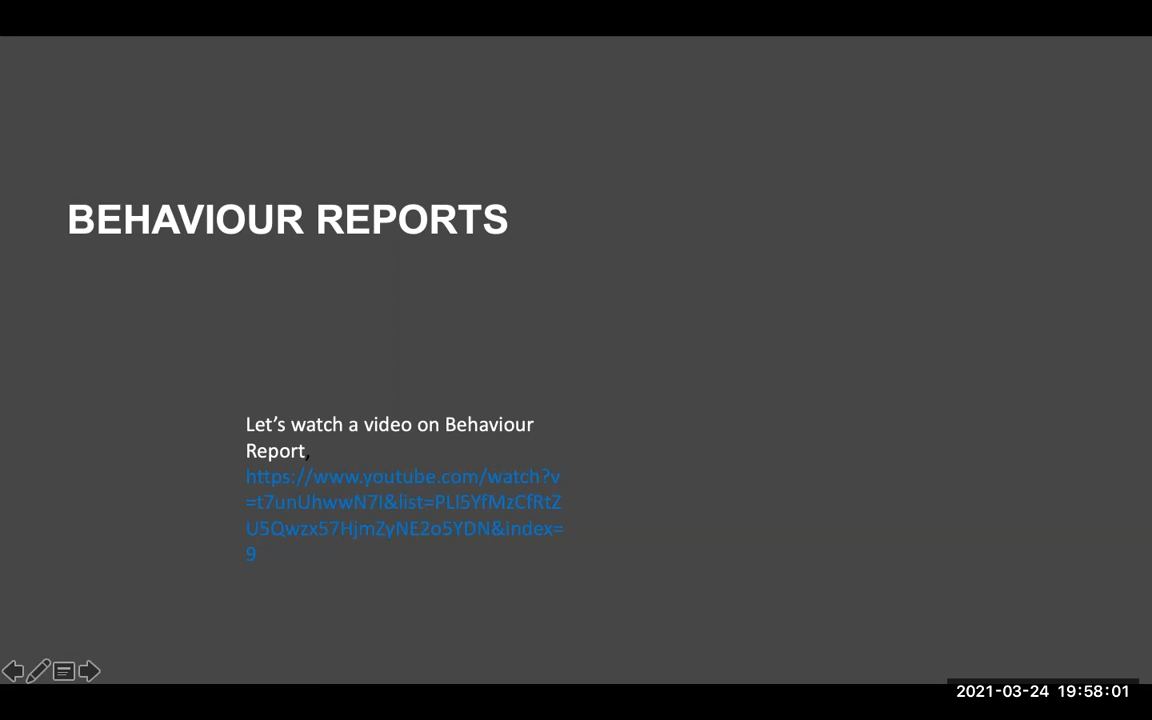 BEHAVIOUR REPORTS
Let’s watch a video on Behaviour
Report,
https://www.youtube.com/watch?v
=t7unUhwwN7I&list=PLI5YfMzCfRtZ
U5Qwzx57HjmZyNE2o5YDN&index=
9
2021-03-24 19:58:01